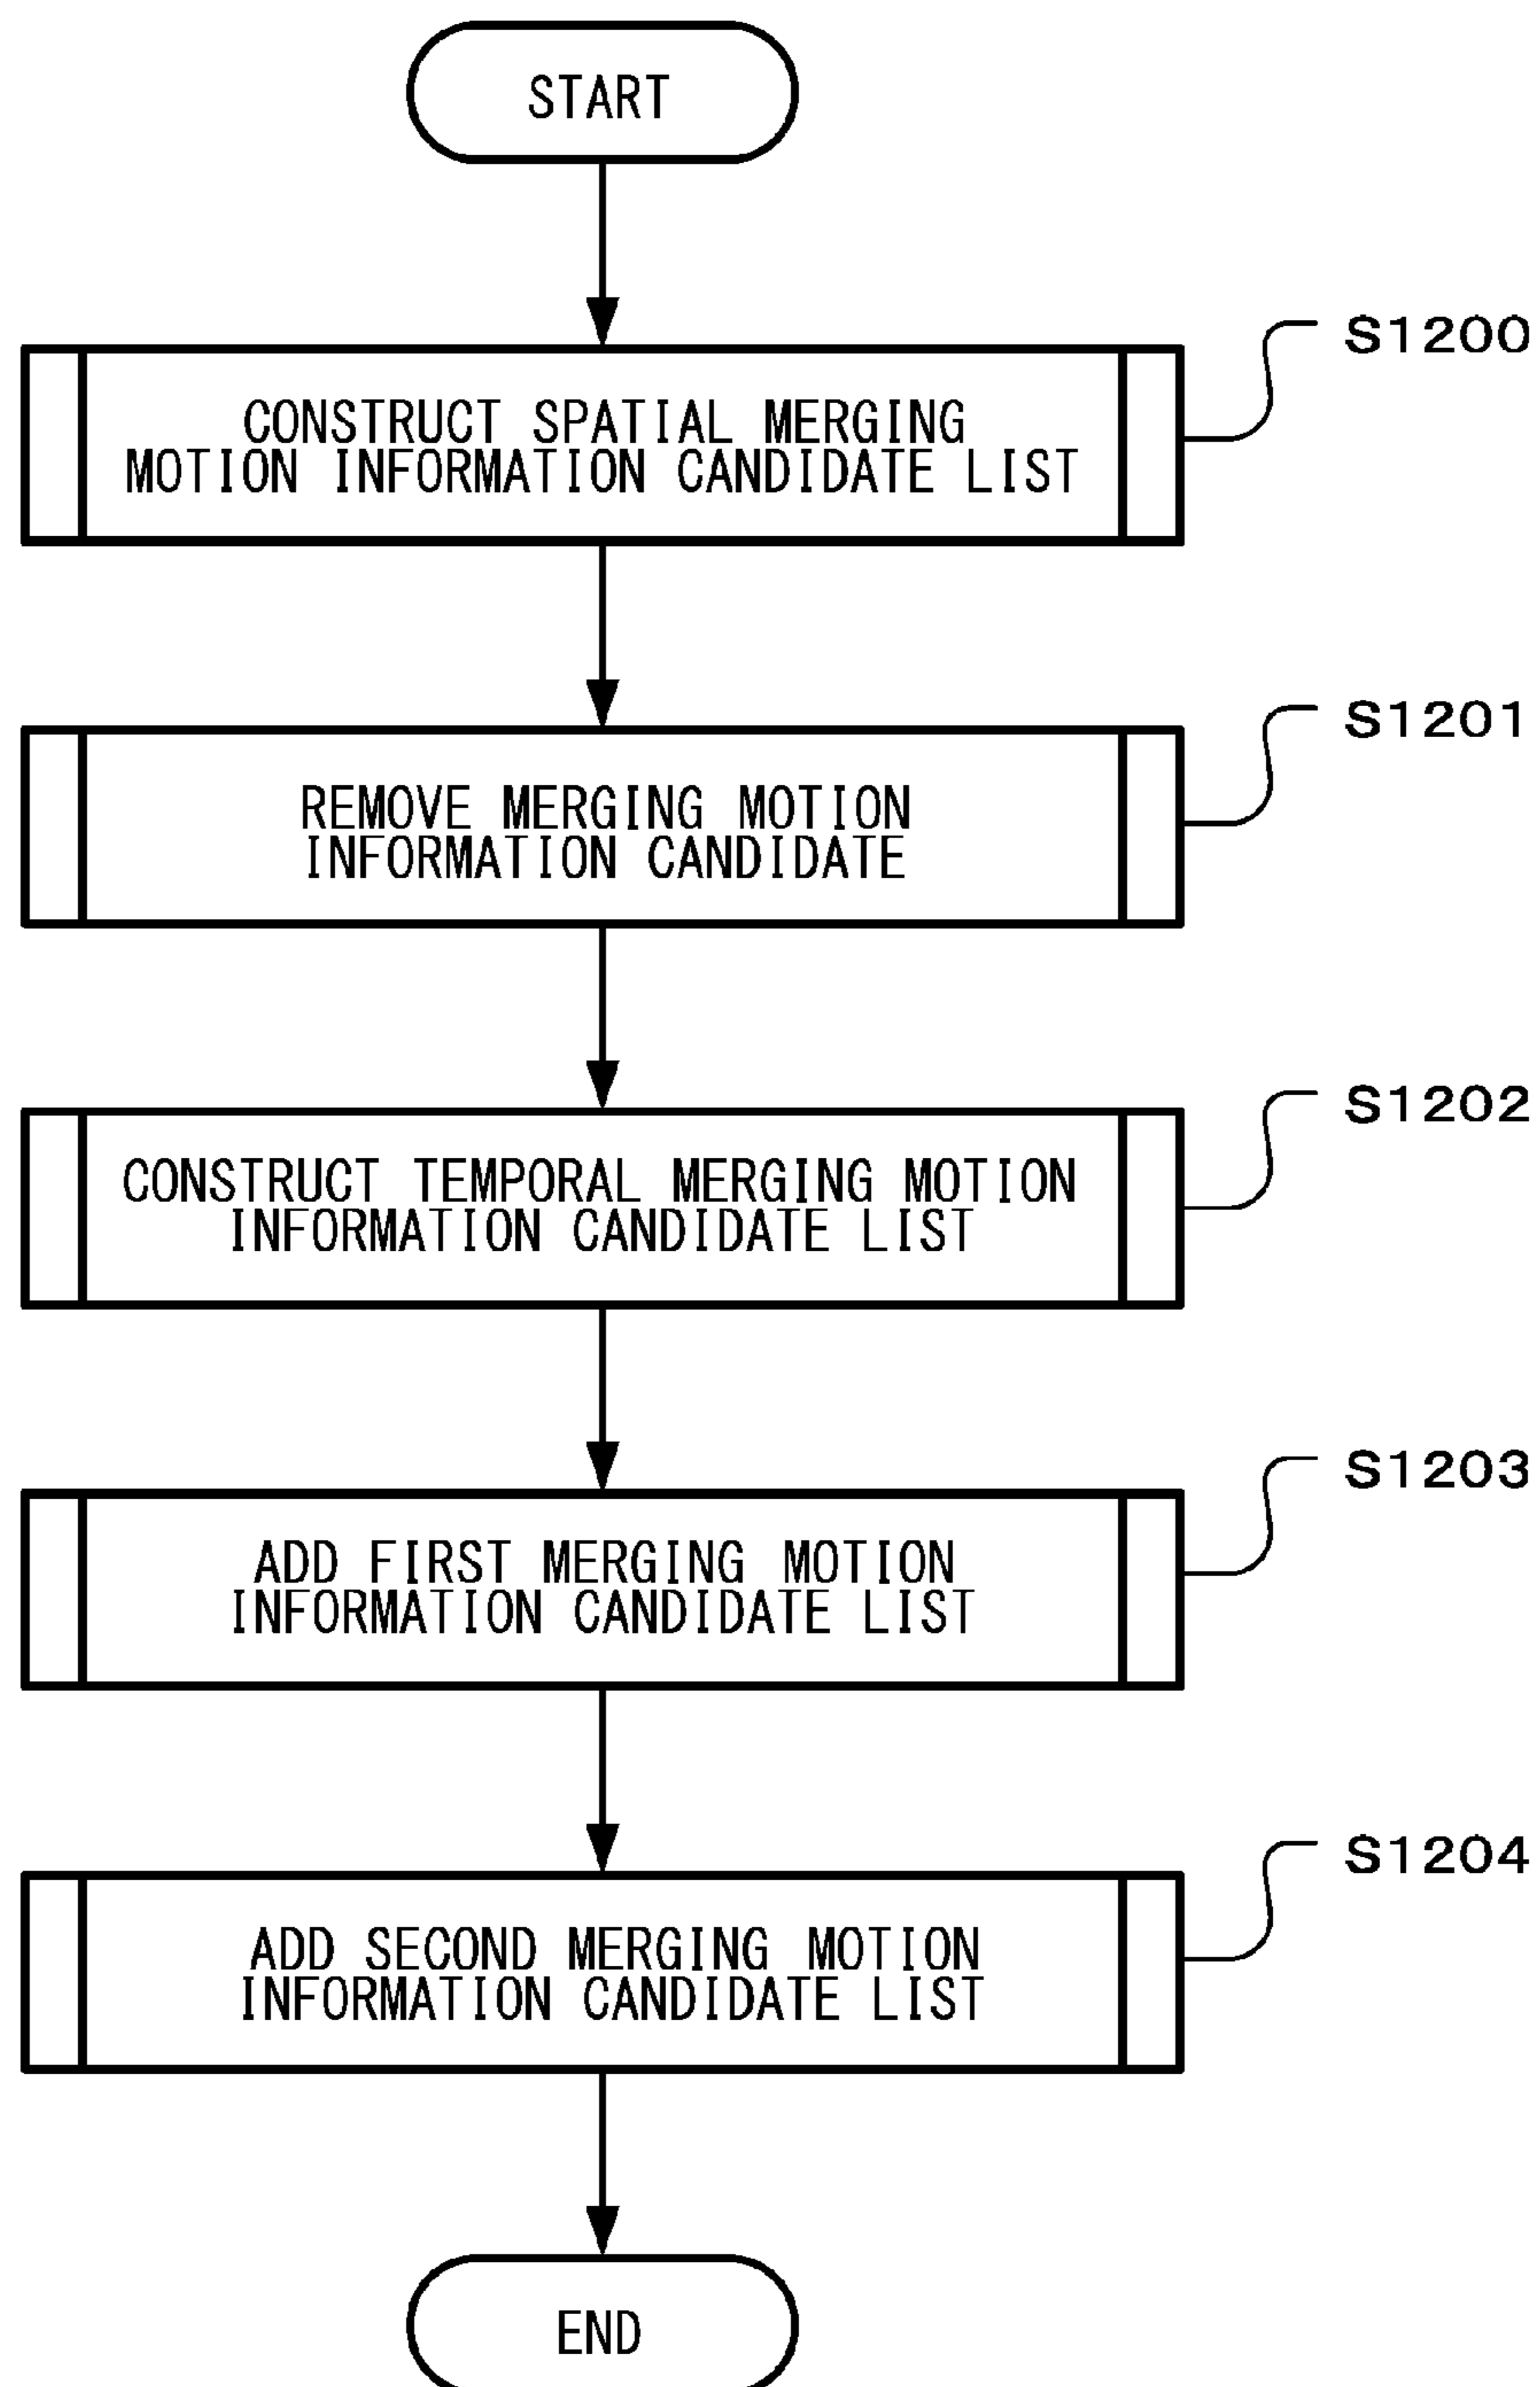 START
S1200
CONSTRUCT SPATIAL MERGING
MOTION INFORMATION CANDIDATE LIST
S1201
REMOVE MERGING MOTION
INFORMATION CANDIDATE
S1202
CONSTRUCT TEMPORAL MERGING MOTION
INFORMATION CANDIDATE LIST
S1203
ADD FIRST MERGING MOTION
INFORMATION CANDIDATE LIST
S1204
ADD SECOND MERGING MOTION
INFORMATION CANDIDATE LIST
END